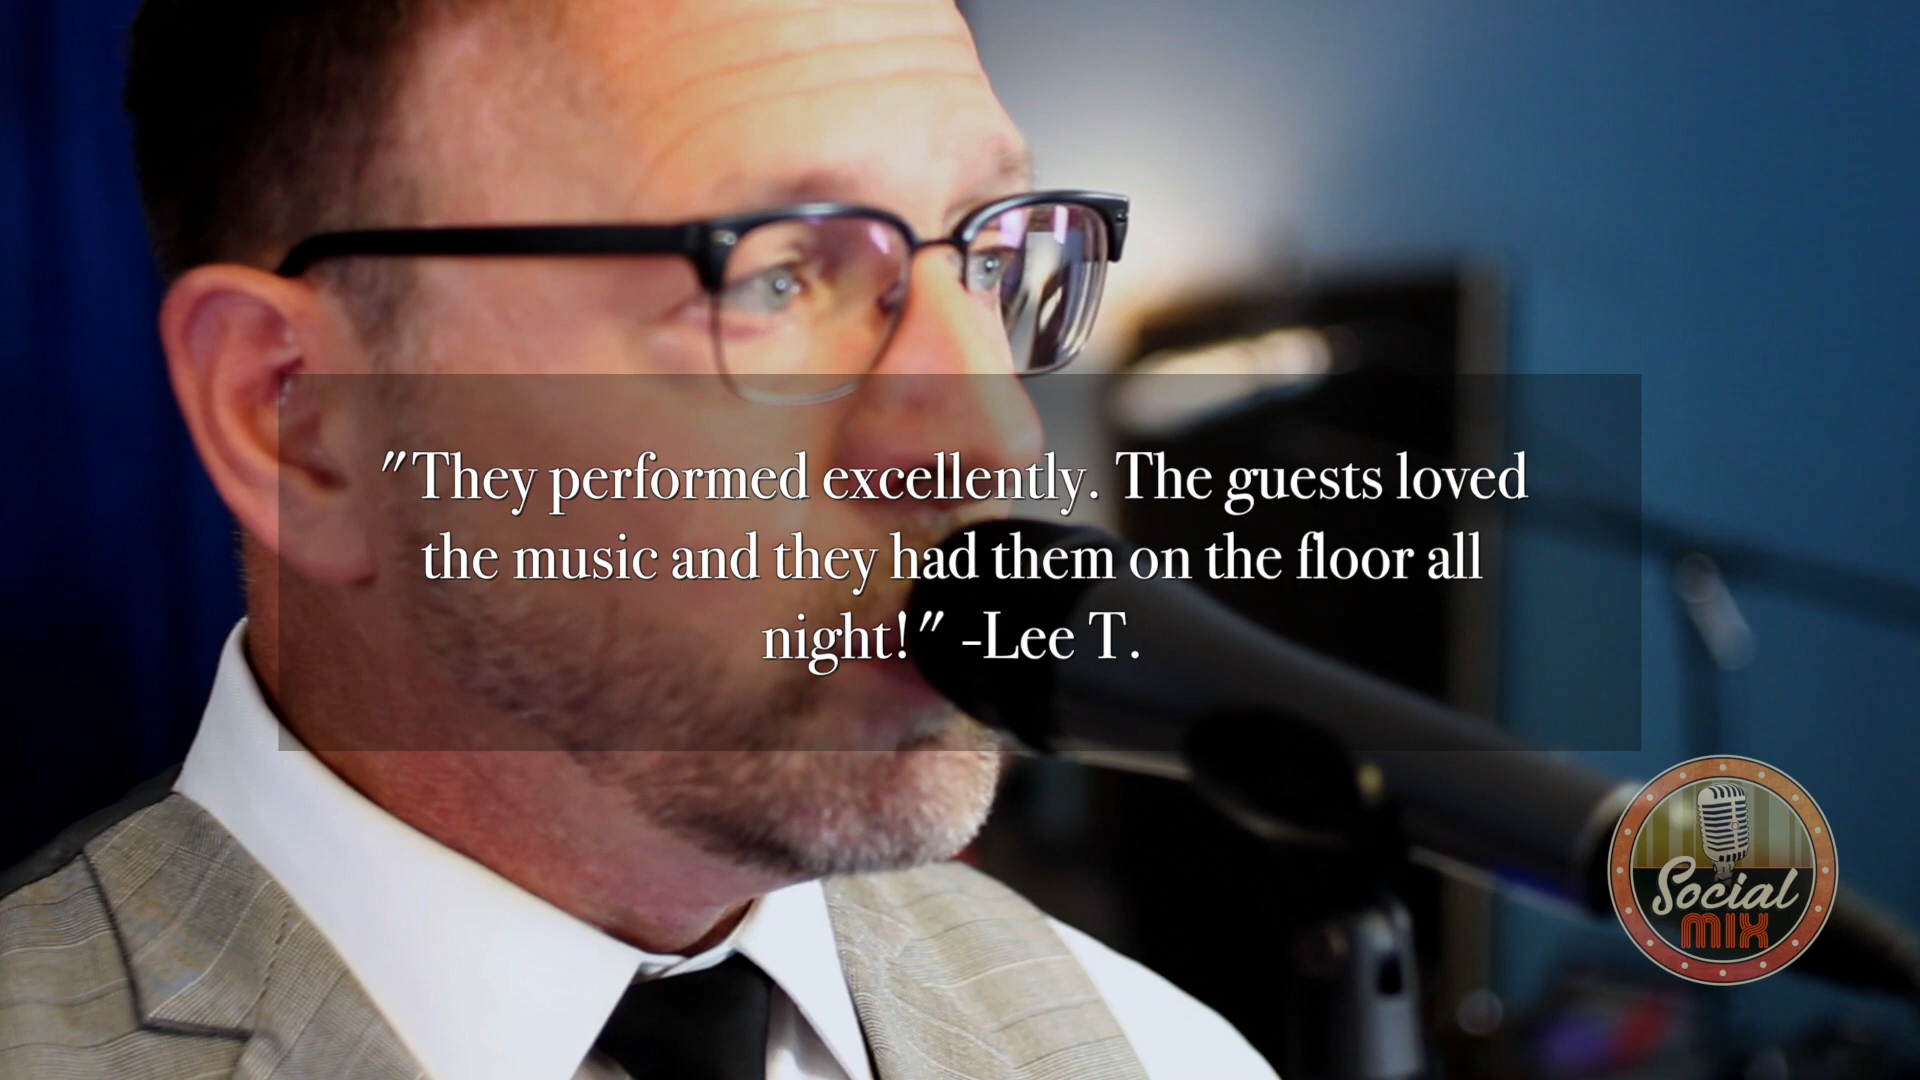 "They performed excellently. The guests loved
the music and they had them on the floor all
night!" -Lee T.
Social
MIX